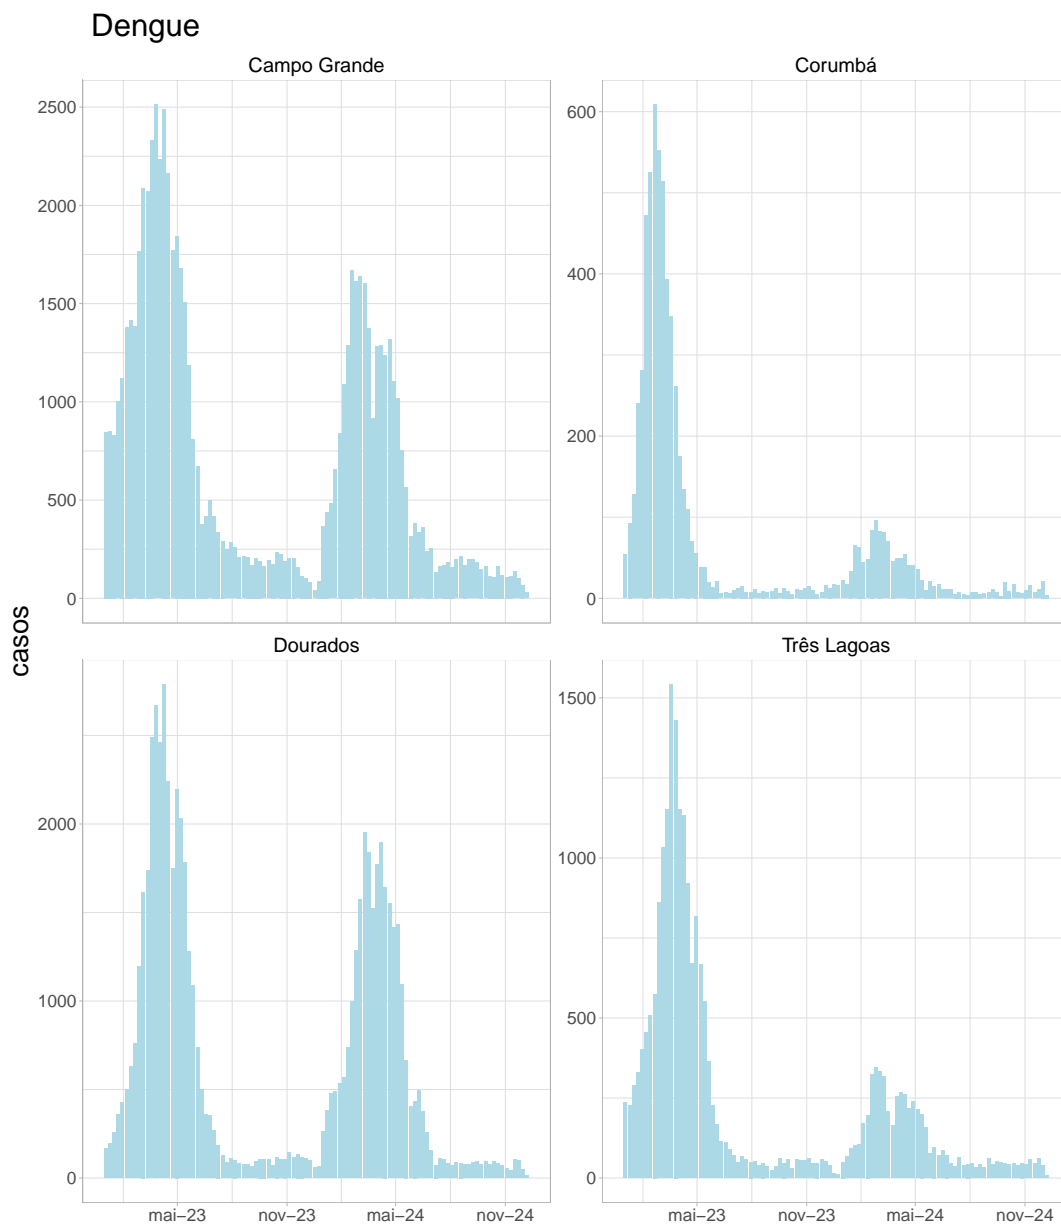 Dengue
Campo Grande
Corumbá
2500
2000
1500
1000
500
0
600
400
200
0
casos
Dourados
Três Lagoas
2000
1000
0
1500
1000
500
0
mai–23
nov–23
mai–24
nov–24
mai–23
nov–23
mai–24
nov–24